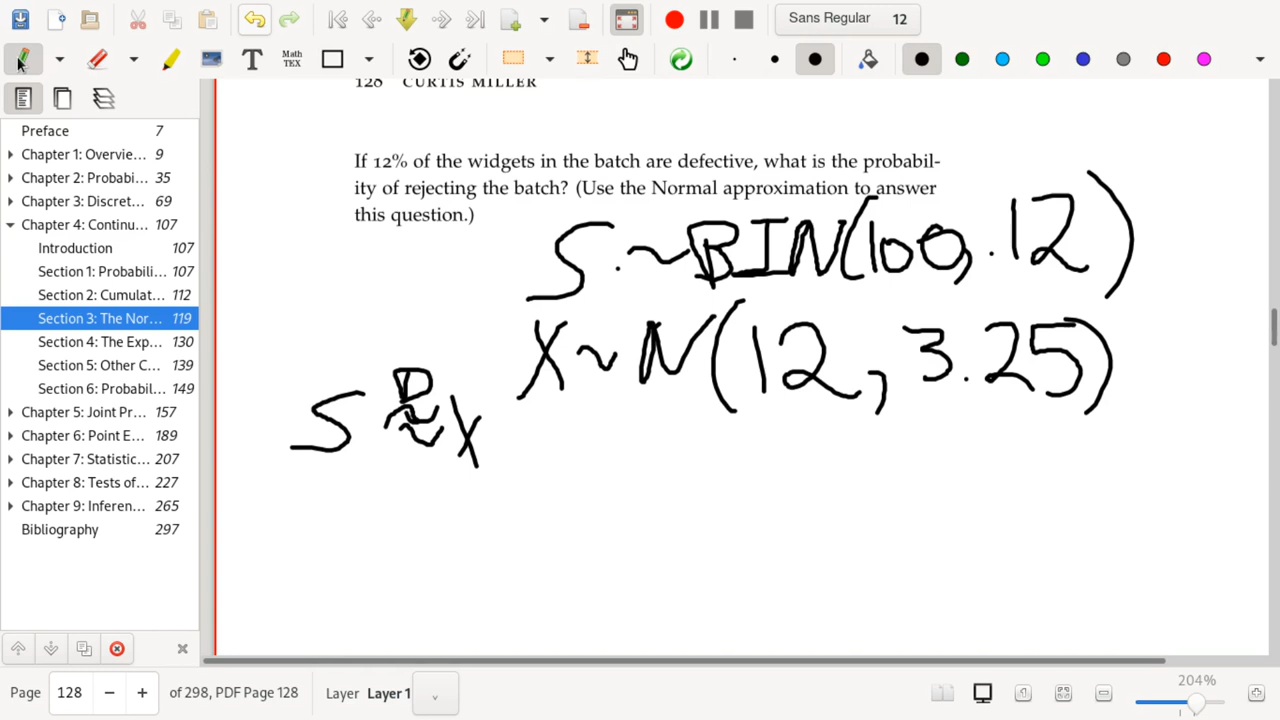 Sans Regular 12
Math
TEX
Preface 7
Chapter 1: Overvie... 9
Chapter 2: Probabi... 35
Chapter 3: Discret... 69
Chapter 4: Continu... 107
Introduction 107
Section 1: Probabili... 107
Section 2: Cumulat... 112
Section 3: The Nor... 119
Section 4: The Exp... 130
Section 5: Other C... 139
Section 6: Probabil... 149
Chapter 5: Joint Pr... 157
Chapter 6: Point E... 189
Chapter 7: Statistic... 207
Chapter 8: Tests of... 227
Chapter 9: Inferen... 265
Bibliography 297
128 CURTIS MILLER
If 12% of the widgets in the batch are defective, what is the probabil-
ity of rejecting the batch? (Use the Normal approximation to answer
this question.)
S ~ BIN(100, .12)
X ~ N(12, 3.25)
S D≈ X
Page 128 of 298, PDF Page 128 Layer Layer 1 204%